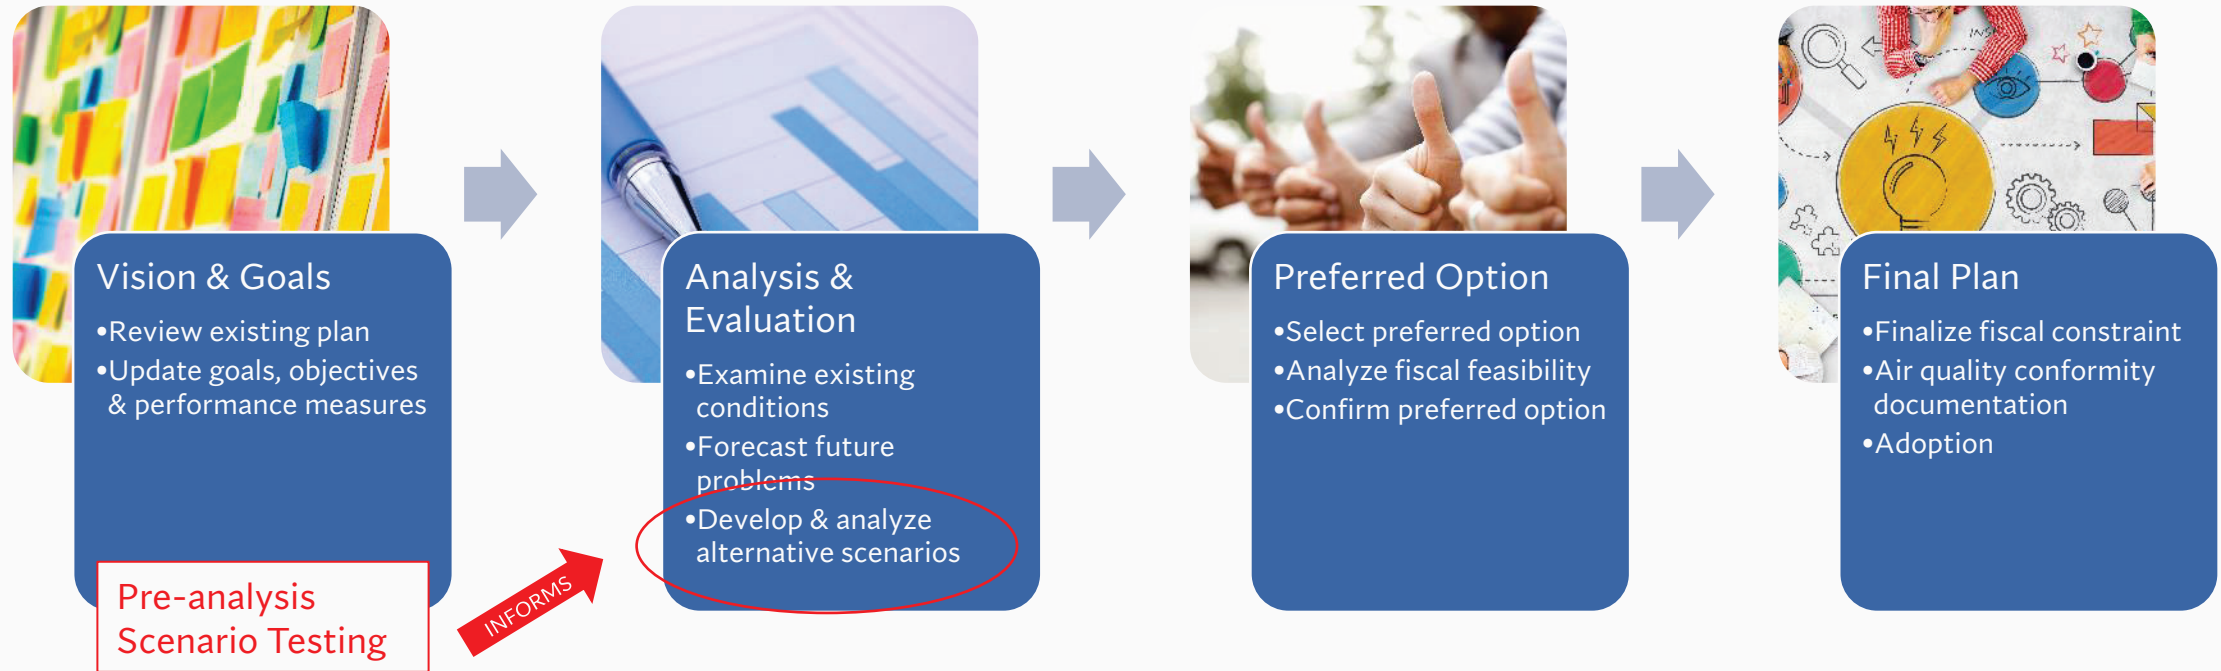 Vision & Goals
•Review existing plan
•Update goals, objectives
& performance measures
Pre-analysis
Scenario Testing
INFORMS
Analysis &
Evaluation
•Examine existing
conditions
•Forecast future
problems
•Develop & analyze
alternative scenarios
Preferred Option
•Select preferred option
•Analyze fiscal feasibility
•Confirm preferred option
Final Plan
•Finalize fiscal constraint
•Air quality conformity
documentation
•Adoption